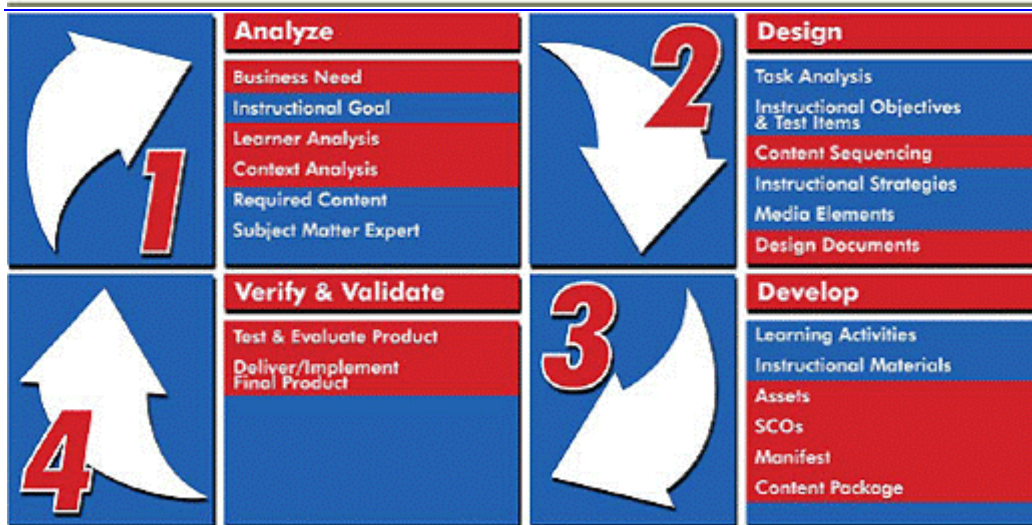 1
Analyze
Business Need
Instructional Goal
Learner Analysis
Context Analysis
Required Content
Subject Matter Expert
2
Design
Task Analysis
Instructional Objectives
& Test Items
Content Sequencing
Instructional Strategies
Media Elements
Design Documents
3
Develop
Learning Activities
Instructional Materials
Assets
SCOs
Manifest
Content Package
4
Verify & Validate
Test & Evaluate Product
Deliver/Implement
Final Product